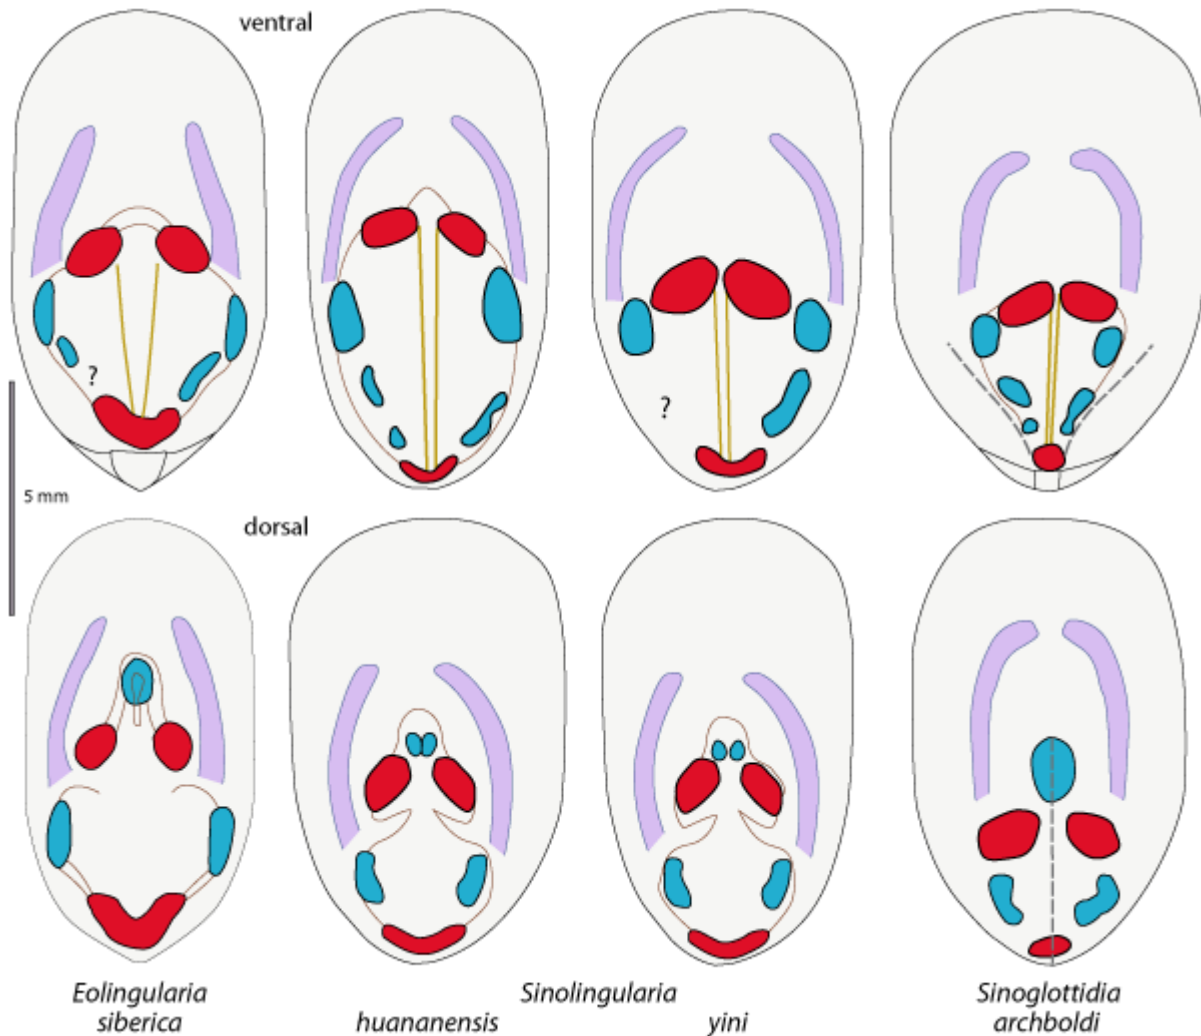 ventral
?
?
5 mm
dorsal
Eolingularia
siberica
Sinolingularia
huananensis
yini
Sinoglottidia
archboldi